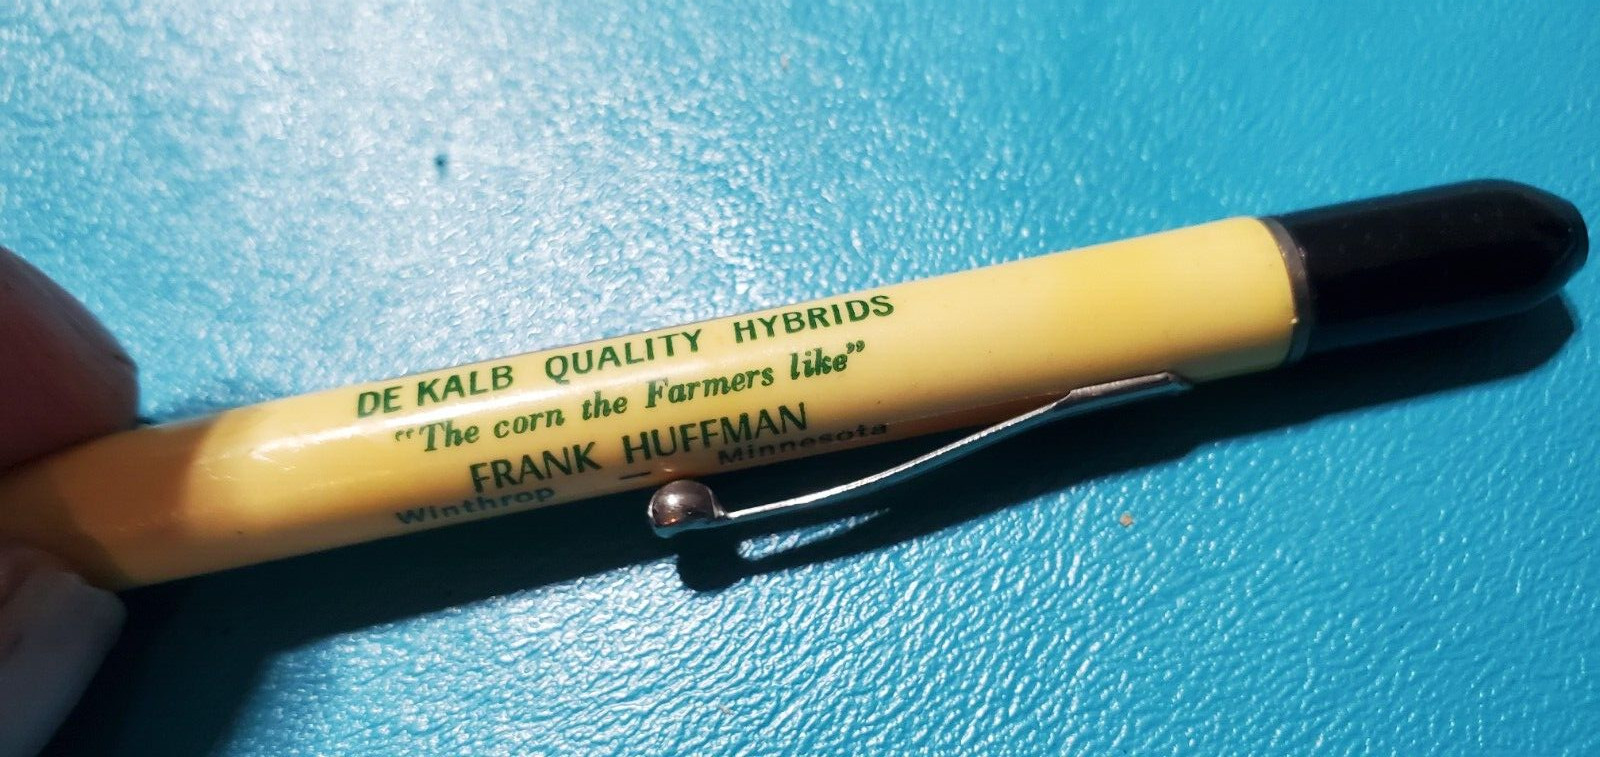 DE KALB QUALITY HYBRIDS
“The corn the Farmers like”
FRANK HUFFMAN
Winthrop – Minnesota